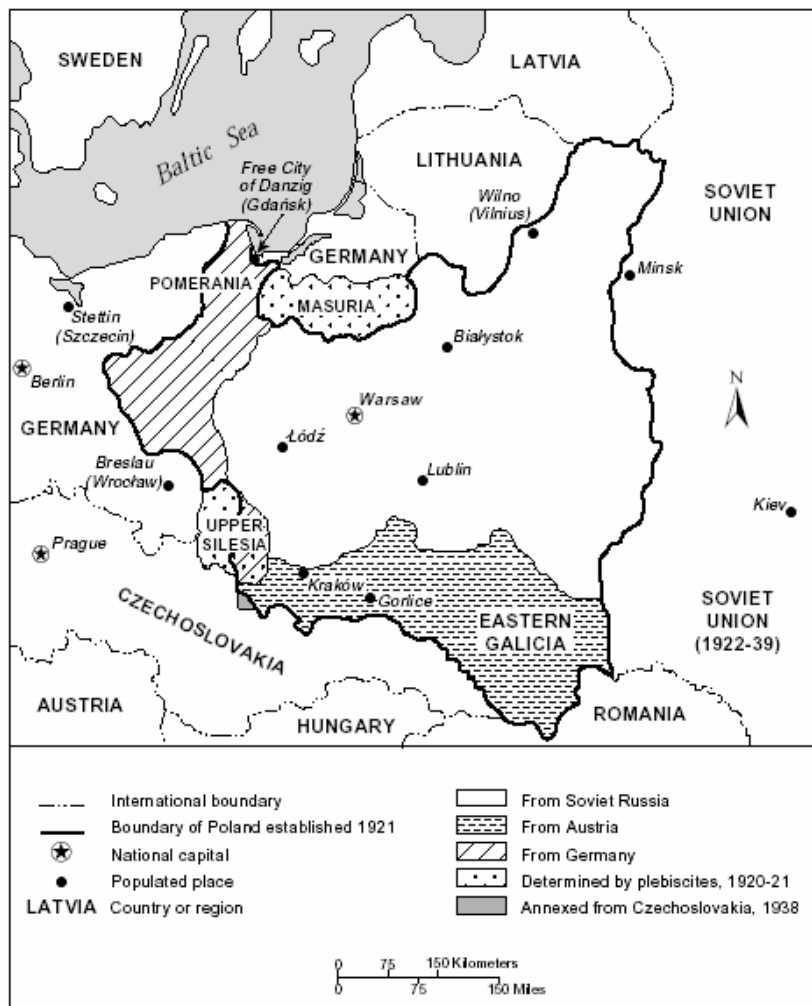 SWEDEN
LATVIA
Baltic Sea
Free City
of Danzig
(Gdańsk)
LITHUANIA
Wilno
(Vilnius)
SOVIET
UNION
GERMANY
POMERANIA
MASURIA
Minsk
Stettin
(Szczecin)
Białystok
Berlin
Warsaw
N
GERMANY
Łódź
Breslau
(Wrocław)
Lublin
Kiev
UPPER
SILESIA
Prague
Kraków
Gorlice
CZECHOSLOVAKIA
EASTERN
GALICIA
SOVIET
UNION
(1922-39)
AUSTRIA
HUNGARY
ROMANIA
International boundary
Boundary of Poland established 1921
National capital
Populated place
LATVIA Country or region
From Soviet Russia
From Austria
From Germany
Determined by plebiscites, 1920-21
Annexed from Czechoslovakia, 1938
0 75 150 Kilometers
0 75 150 Miles